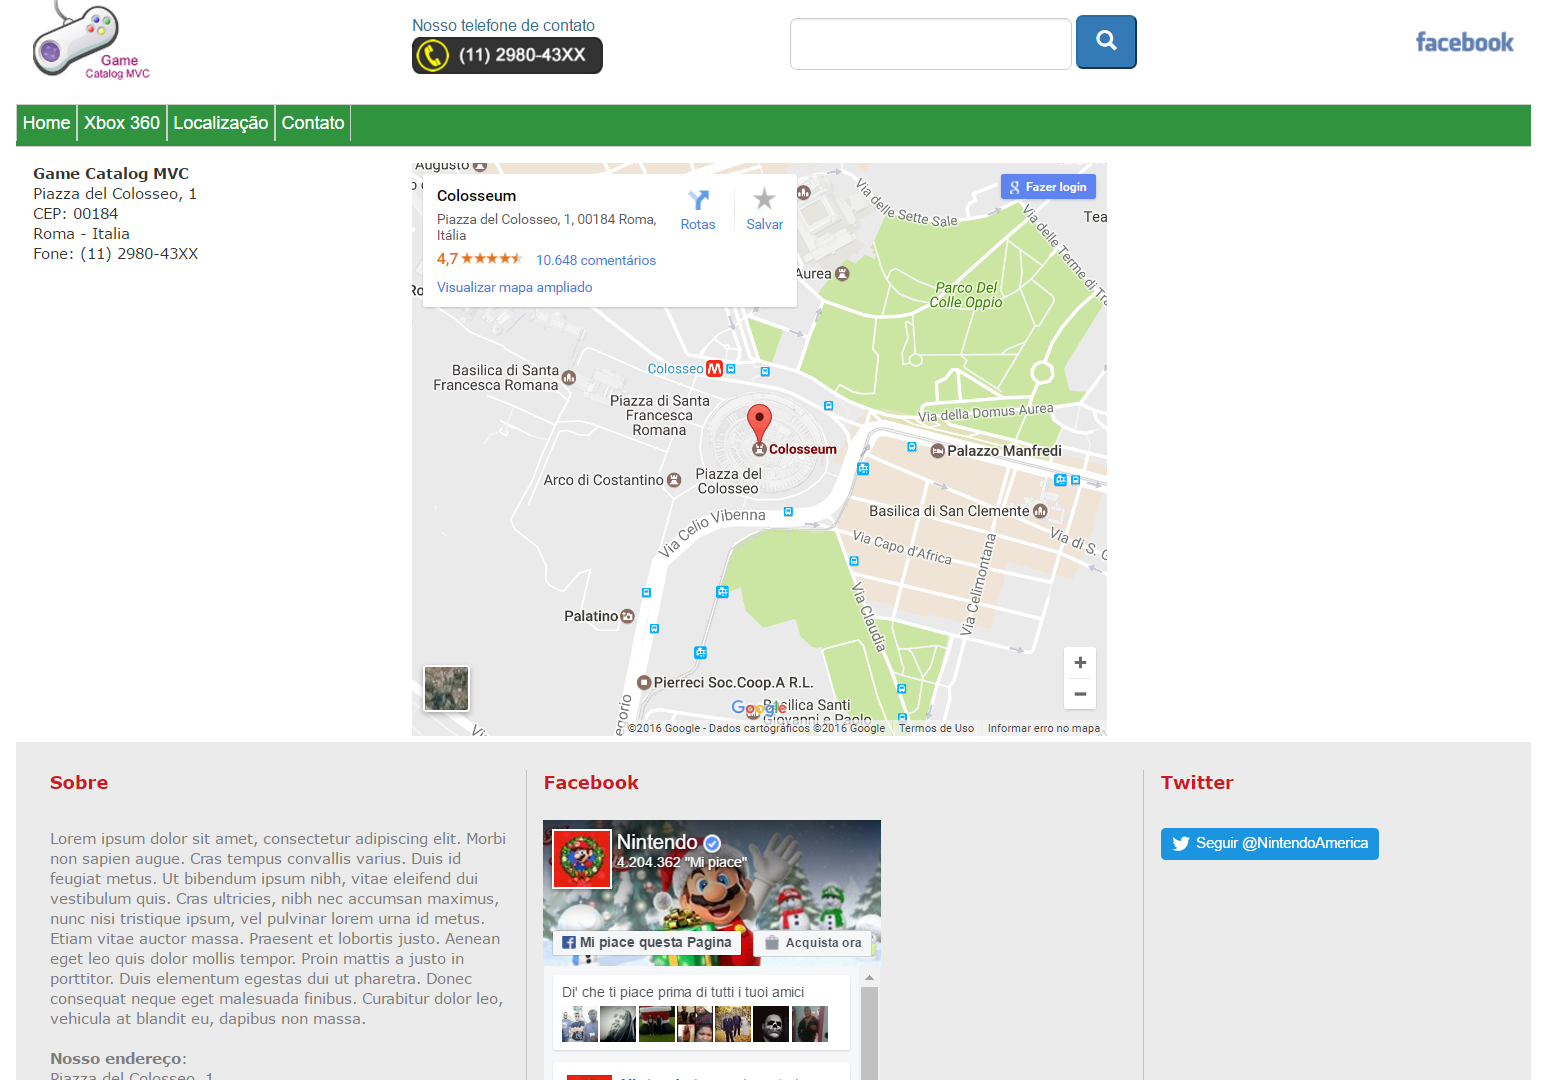 Game
Catalog MVC
Nosso telefone de contato
(11) 2980-43XX
facebook
Home
Xbox 360
Localização
Contato
Game Catalog MVC
Piazza del Colosseo, 1
CEP: 00184
Roma - Italia
Fone: (11) 2980-43XX
Augusto
Colosseum
Piazza del Colosseo, 1, 00184 Roma,
Itália
4,7
10.648 comentários
Visualizar mapa ampliado
Rotas
Salvar
Fazer login
Via delle Sette Sale
Via delle Terme di Tra
Tea
Aurea
Parco Del
Colle Oppio
Ro
Basilica di Santa
Francesca Romana
Colosseo
M
Piazza di Santa
Francesca
Romana
Via della Domus Aurea
Colosseum
Palazzo Manfredi
Arco di Costantino
Piazza del
Colosseo
Via Celio Vibenna
Basilica di San Clemente
Via Capo d'Africa
Via di S. G
Via Claudia
Via Celimontana
Palatino
Pierreci Soc.Coop.A R.L.
Google
Basilica Santi
Giovanni e Paolo
egorio
Vi
©2016 Google - Dados cartográficos ©2016 Google
Termos de Uso
Informar erro no mapa
Sobre
Lorem ipsum dolor sit amet, consectetur adipiscing elit. Morbi
non sapien augue. Cras tempus convallis varius. Duis id
feugiat metus. Ut bibendum ipsum nibh, vitae eleifend dui
vestibulum quis. Cras ultricies, nibh nec accumsan maximus,
nunc nisi tristique ipsum, vel pulvinar lorem urna id metus.
Etiam vitae auctor massa. Praesent et lobortis justo. Aenean
eget leo quis dolor mollis tempor. Proin mattis a justo in
porttitor. Duis elementum egestas dui ut pharetra. Donec
consequat neque eget malesuada finibus. Curabitur dolor leo,
vehicula at blandit eu, dapibus non massa.
Nosso endereço:
Piazza del Colosseo, 1
Facebook
Nintendo
4.204.362 "Mi piace"
Mi piace questa Pagina
Acquista ora
Di' che ti piace prima di tutti i tuoi amici
Twitter
Seguir @NintendoAmerica